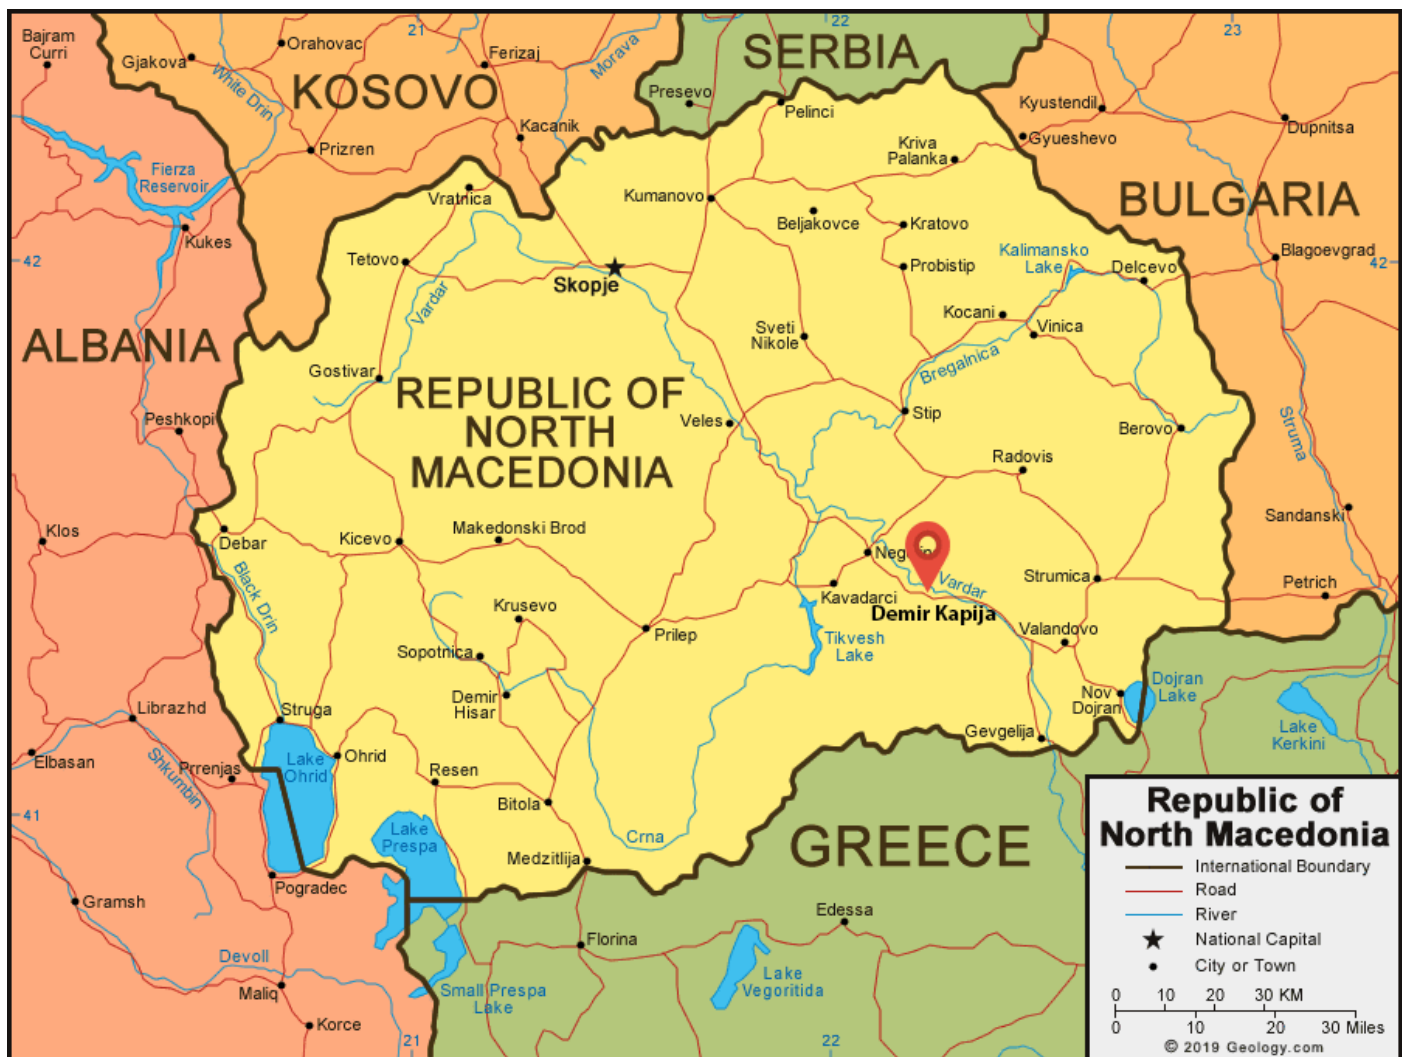 21
22
23
Bajram
Curri
Gjakova
Orahovac
Ferizaj
White Drin
Morava
KOSOVO
SERBIA
Presevo
Pelinci
Kyustendil
Dupnitsa
Gyueshevo
Kacanik
Prizren
Kriva
Palanka
Fierza
Reservoir
Vratnica
Kumanovo
Beljakovce
Kratovo
BULGARIA
Kukes
42
Tetovo
Skopje
Probistip
Kalimansko
Lake
Delcevo
Blagoevgrad
42
Vardar
Kocani
Vinica
Sveti
Nikole
ALBANIA
Gostivar
Bregalnica
REPUBLIC OF
NORTH
MACEDONIA
Peshkopi
Veles
Stip
Berovo
Struma
Radovis
Klos
Debar
Kicevo
Makedonski Brod
Sandanski
Black Drin
Vardar
Strumica
Petrich
Kavadarci
Demir Kapija
Krusevo
Prilep
Tikvesh
Lake
Valandovo
Sopotnica
Demir
Hisar
Nov
Dojran
Dojran
Lake
Librazhd
Struga
Gevgelija
Lake
Kerkini
Elbasan
Shkumbin
Prrenjas
Lake
Ohrid
Ohrid
Resen
Bitola
41
Lake
Prespa
Crna
Medzitlija
GREECE
Pogradec
Gramsh
Edessa
Florina
Devoll
Maliq
Small Prespa
Lake
Lake
Vegoritida
Korce
21
22
Republic of
North Macedonia
International Boundary
Road
River
National Capital
City or Town
0 10 20 30 KM
0 10 20 30 Miles
© 2019 Geology.com